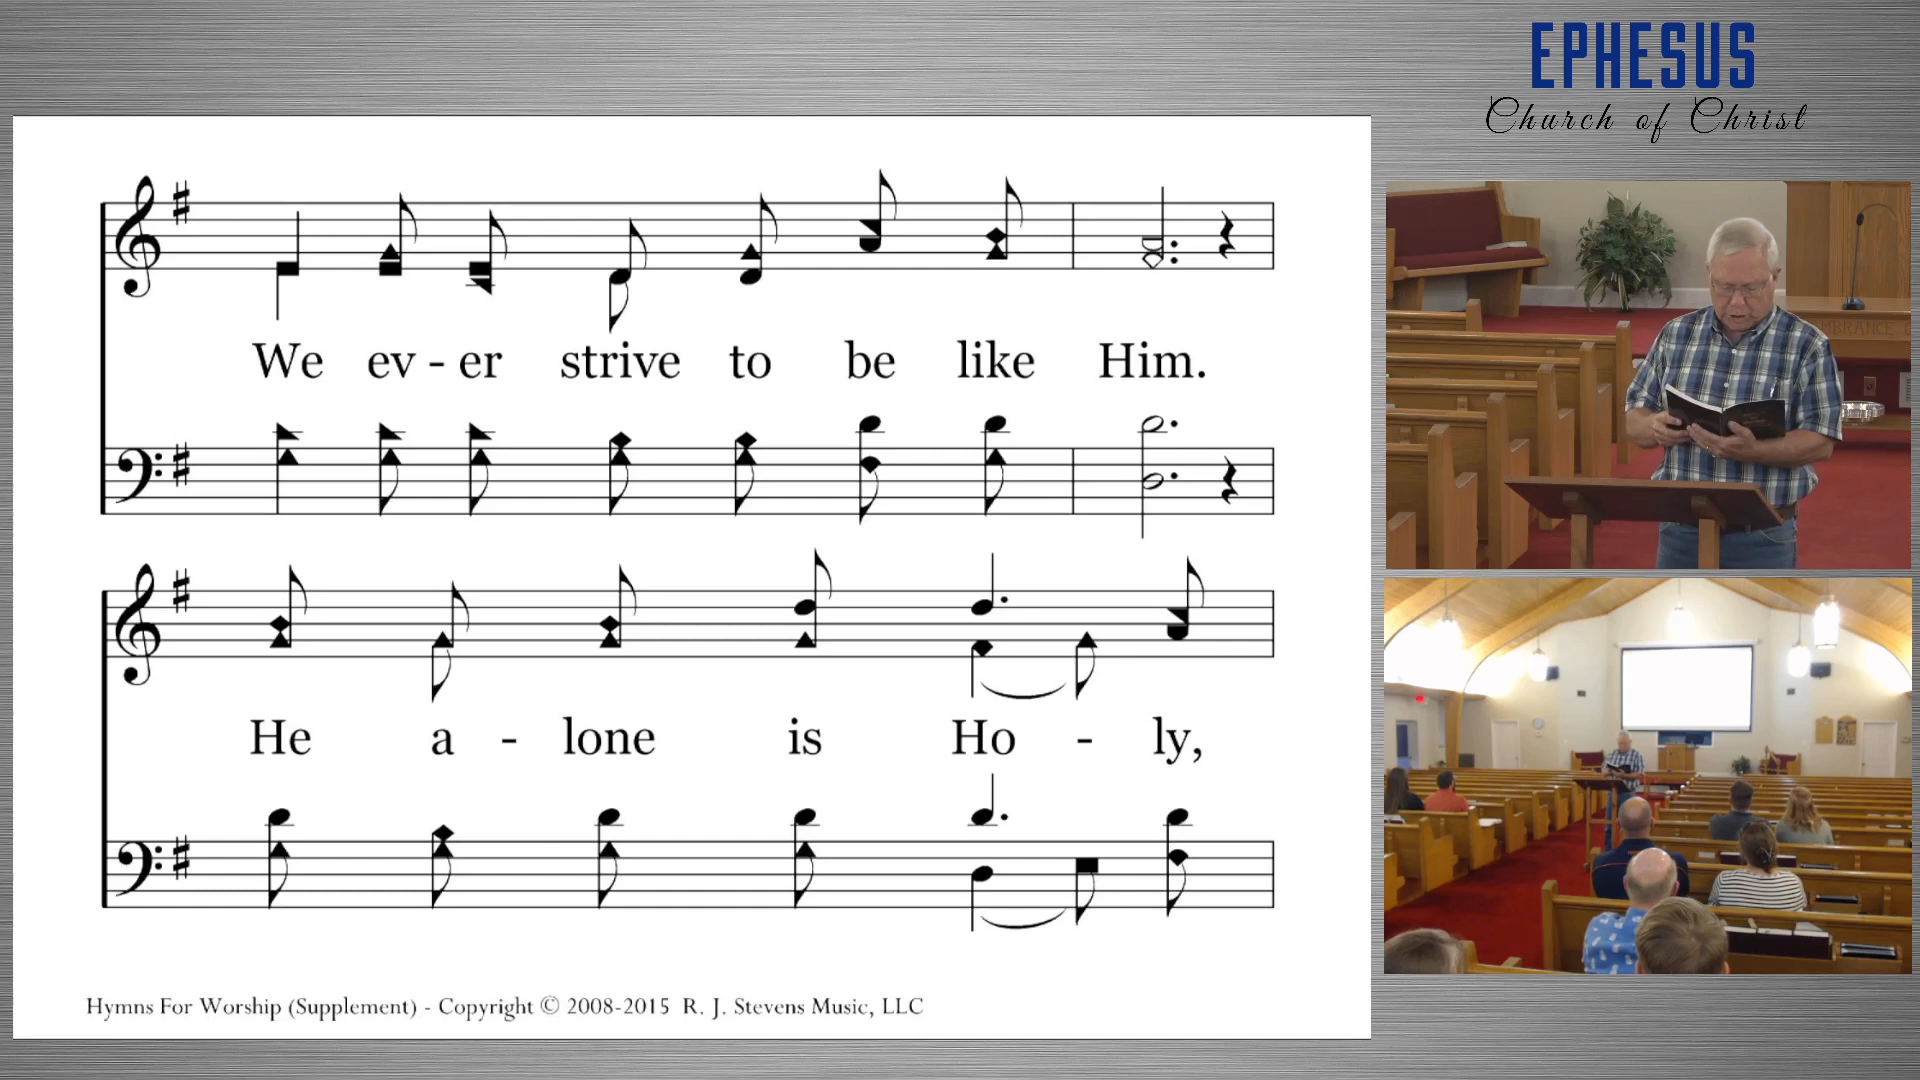 EPHESUS
Church of Christ
We ev - er strive to be like Him.
He a - lone is Ho - ly,
Hymns For Worship (Supplement) - Copyright © 2008-2015 R. J. Stevens Music, LLC